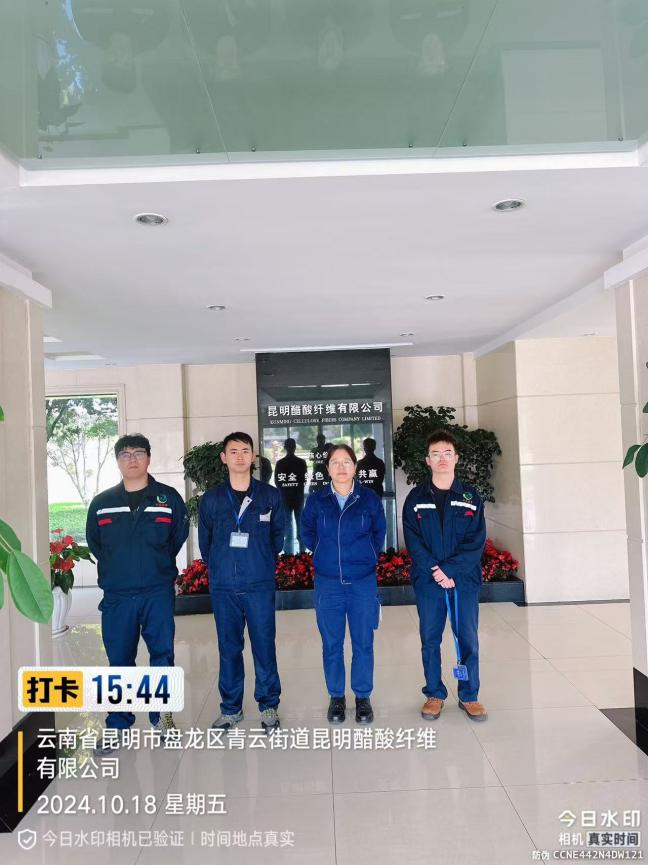 昆明醋酸纤维有限公司
KUNMING CELLULOSE FIBERS COMPANY LIMITED
安全 绿色 共赢
SAFETY
打卡 15:44
云南省昆明市盘龙区青云街道昆明醋酸纤维
有限公司
2024.10.18 星期五
今日水印相机已验证 | 时间地点真实
今日水印
相机 真实时间
防伪 CCNE442N4DW121